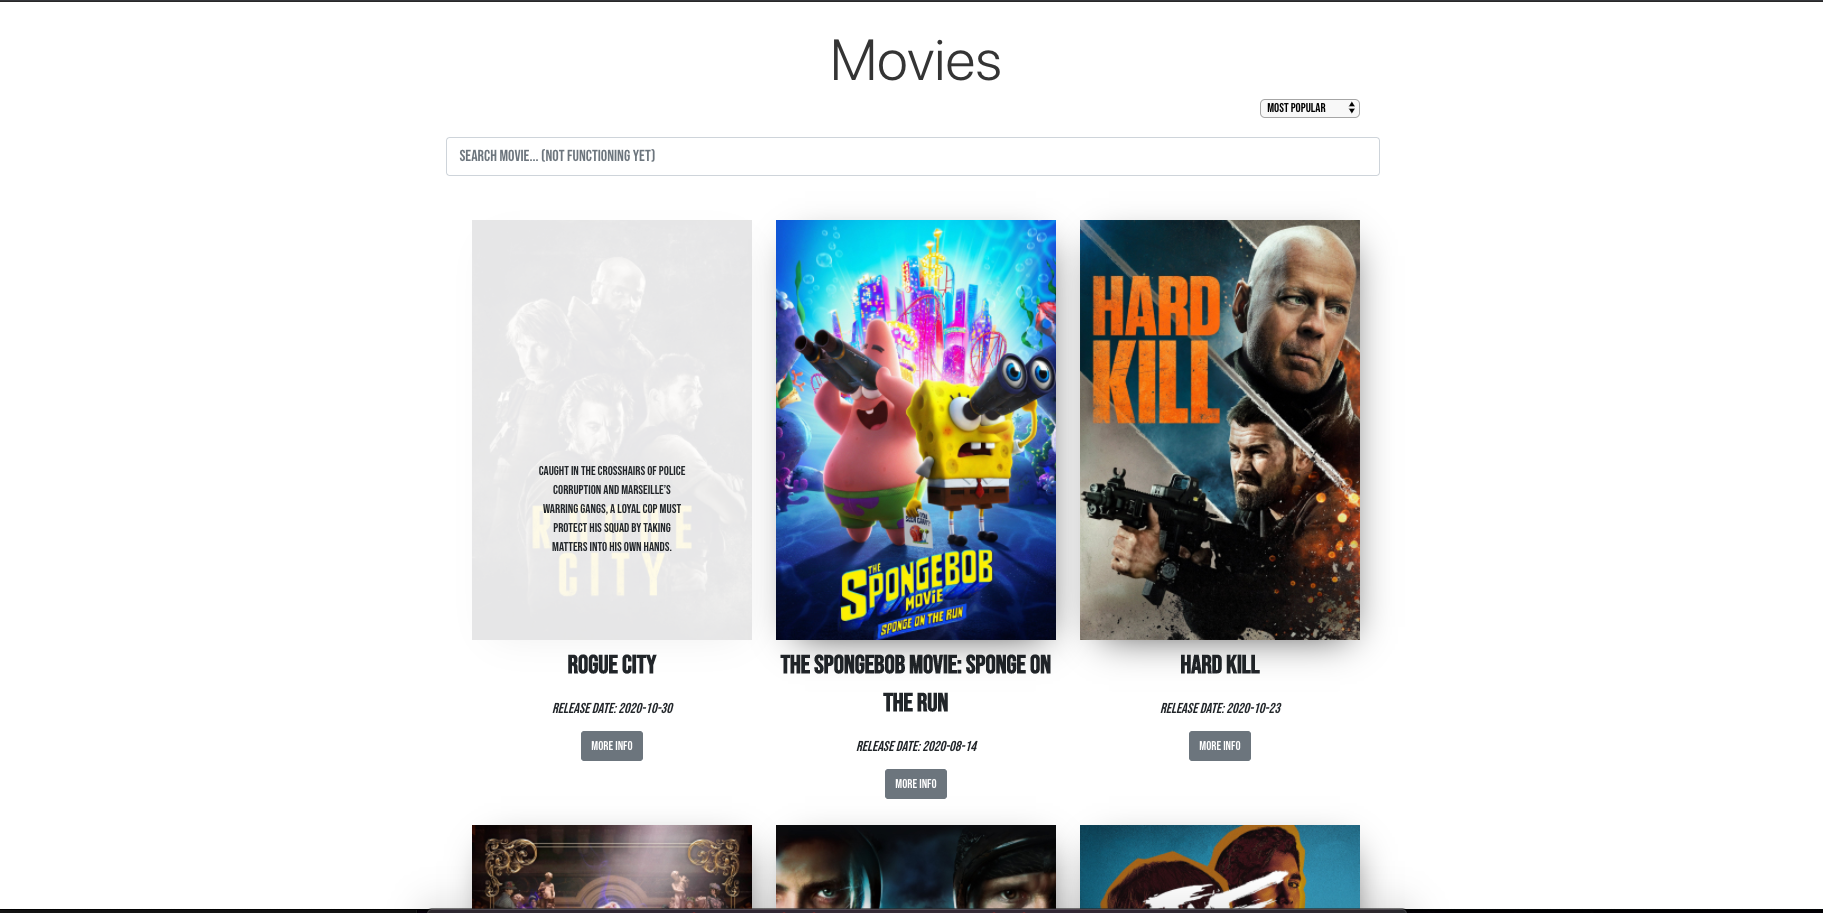 Movies
MOST POPULAR
SEARCH MOVIE... (NOT FUNCTIONING YET)
CAUGHT IN THE CROSSHAIRS OF POLICE
CORRUPTION AND MARSEILLE'S
WARRING GANGS, A LOYAL COP MUST
PROTECT HIS SQUAD BY TAKING
MATTERS INTO HIS OWN HANDS.
ROGUE
CITY
THE
SPONGEBOB
MOVIE
SPONGE ON THE RUN
HARD
KILL
ROGUE CITY
RELEASE DATE: 2020-10-30
MORE INFO
THE SPONGEBOB MOVIE: SPONGE ON
THE RUN
RELEASE DATE: 2020-08-14
MORE INFO
HARD KILL
RELEASE DATE: 2020-10-23
MORE INFO